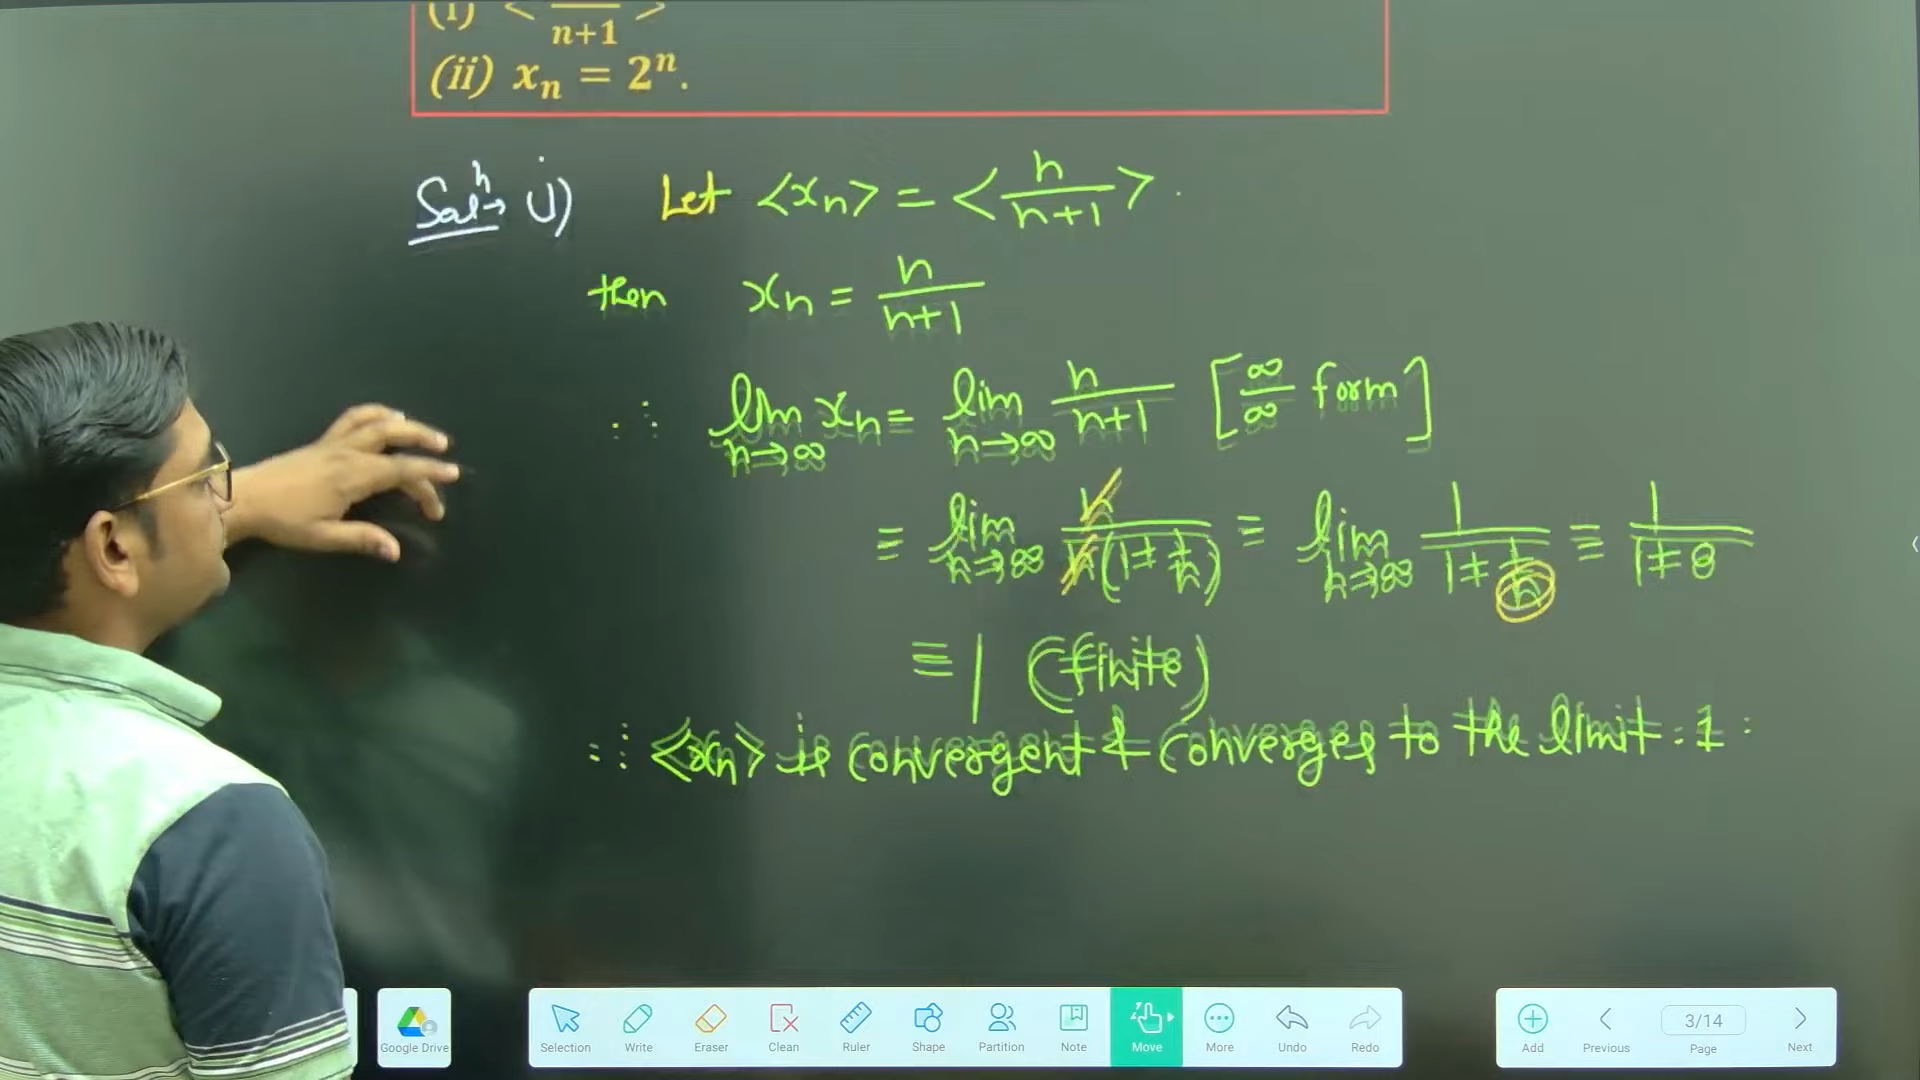 (i) < n+1 >
(ii) xₙ = 2ⁿ.
Solⁿ→ i) Let <xₙ> = <n/(n+1)>.
then xₙ = n/(n+1)
∴ lim n→∞ xₙ = lim n→∞ n/(n+1) [∞/∞ form]
= lim n→∞ n/(n(1+1/n)) = lim n→∞ 1/(1+1/n) = 1/(1+0)
= 1 (finite)
∴ <xₙ> is convergent & converges to the limit 1.
Google Drive
Selection Write Eraser Clean Ruler Shape Partition Note Move More Undo Redo
Add Previous 3/14 Page Next